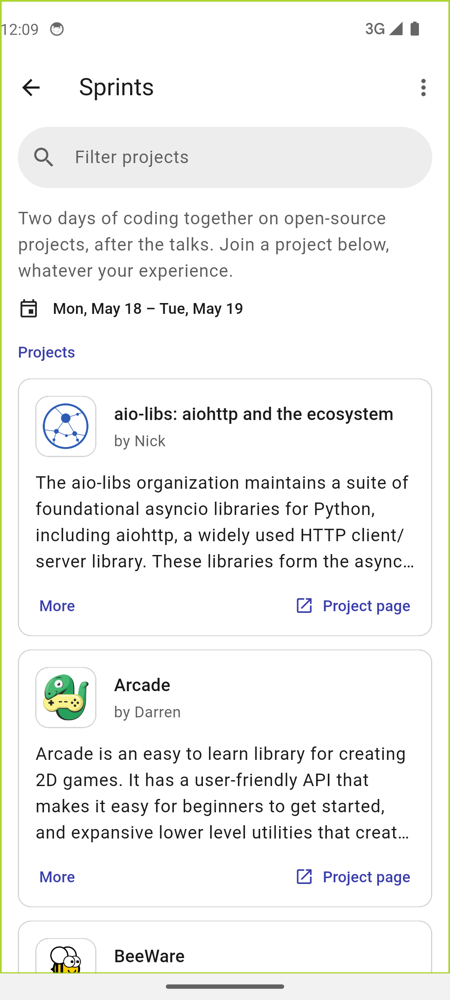 12:09
3G
Sprints
Filter projects
Two days of coding together on open-source
projects, after the talks. Join a project below,
whatever your experience.
Mon, May 18 – Tue, May 19
Projects
aio-libs: aiohttp and the ecosystem
by Nick
The aio-libs organization maintains a suite of
foundational asyncio libraries for Python,
including aiohttp, a widely used HTTP client/
server library. These libraries form the async…
More
Project page
Arcade
by Darren
Arcade is an easy to learn library for creating
2D games. It has a user-friendly API that
makes it easy for beginners to get started,
and expansive lower level utilities that creat…
More
Project page
BeeWare